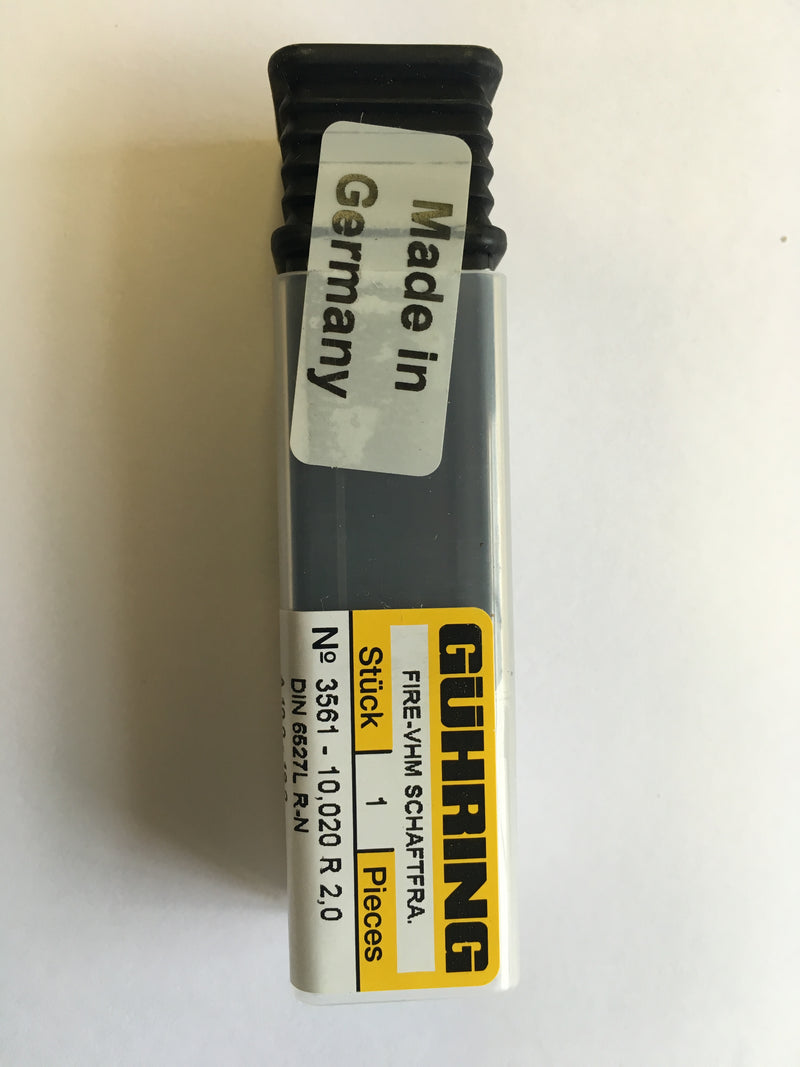 Made in
Germany
GÜHRING
FIRE-VHM SCHAFTFRA.
Stück 1 Pieces
Nº 3561 - 10,020 R 2,0
DIN 6527L R-N